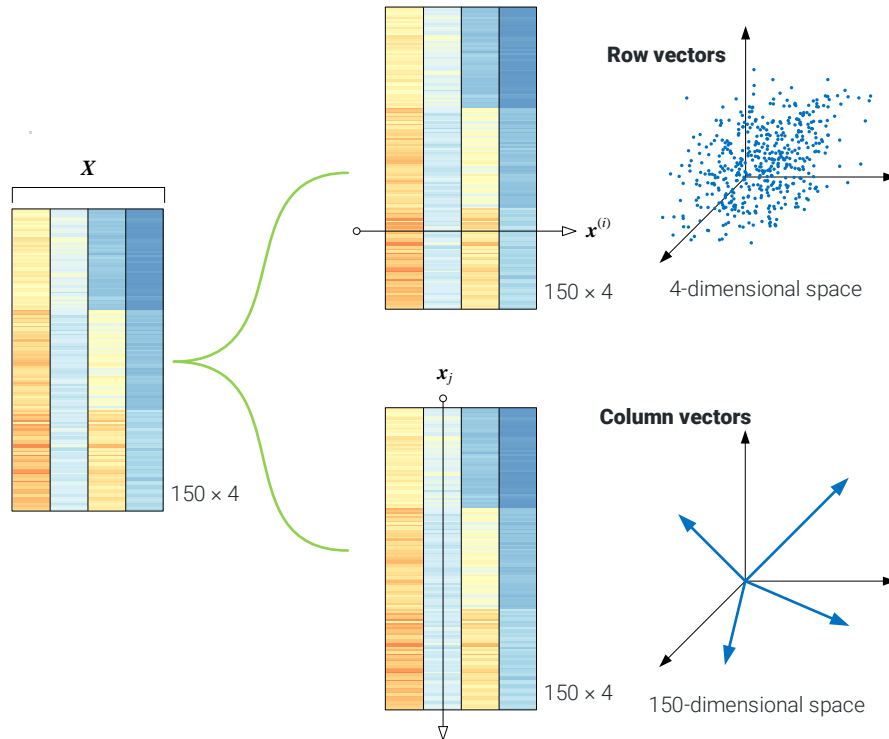 X
150 × 4
x^{(i)}
150 × 4
Row vectors
4-dimensional space
x_j
150 × 4
Column vectors
150-dimensional space